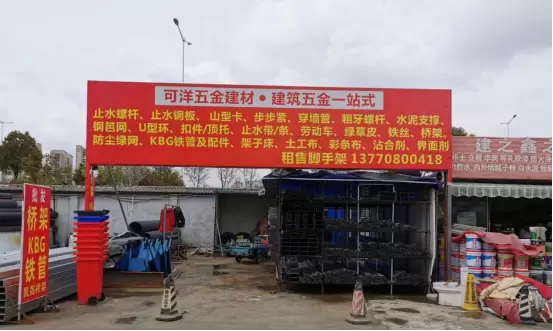 可洋五金建材•建筑五金一站式
止水螺杆、止水钢板、山型卡、步步紧、穿墙管、粗牙螺杆、水泥支撑、
钢笆网、U型环、扣件/顶托、止水带/条、劳动车、绿草皮、铁丝、桥架、
防尘绿网、KBG铁管及配件、架子床、土工布、彩条布、沾合剂、界面剂
租售脚手架 13770800418
批发
桥架
KBG
铁管
建之鑫